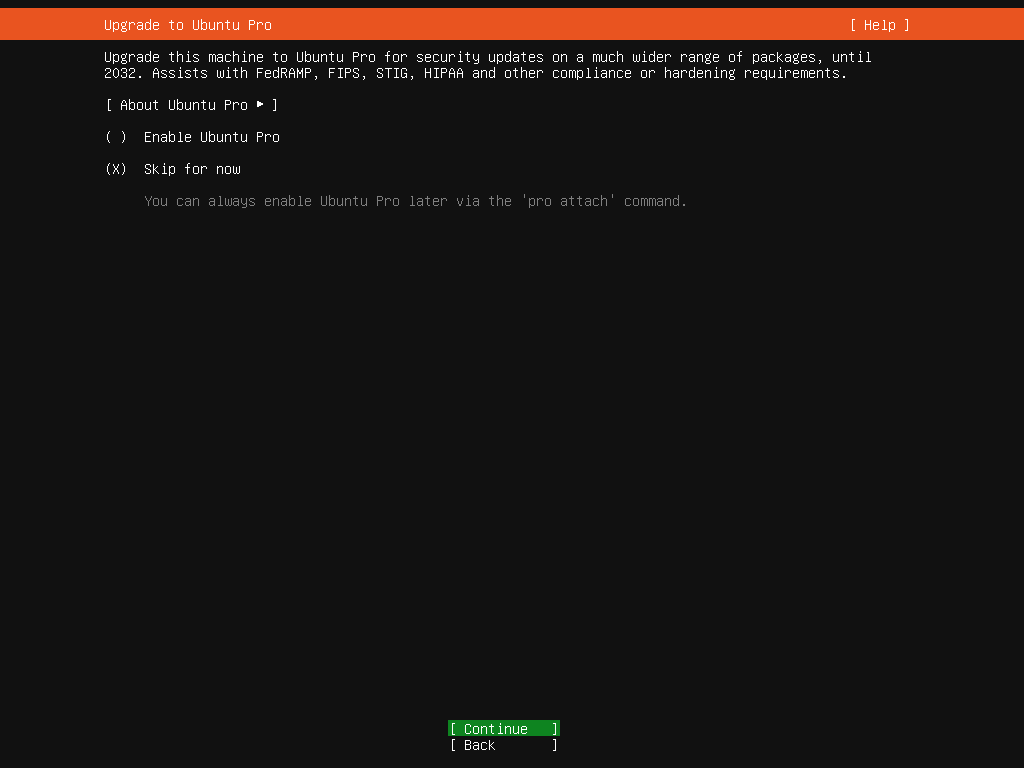 Upgrade to Ubuntu Pro [ Help ]
Upgrade this machine to Ubuntu Pro for security updates on a much wider range of packages, until
2032. Assists with FedRAMP, FIPS, STIG, HIPAA and other compliance or hardening requirements.
[ About Ubuntu Pro ▸ ]
( ) Enable Ubuntu Pro
(X) Skip for now
You can always enable Ubuntu Pro later via the 'pro attach' command.
[ Continue ]
[ Back ]